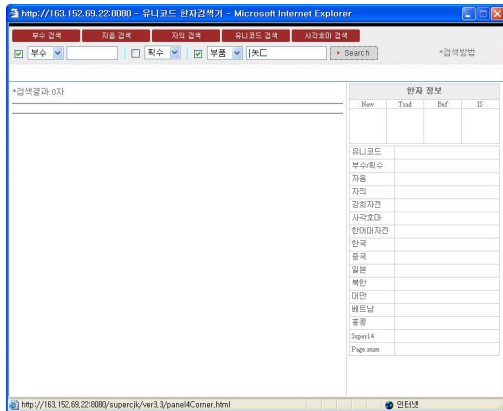 http://163.152.69.22:8080 - 유니코드 한자검색기 - Microsoft Internet Explorer
부수 검색 자음 검색 자의 검색 유니코드 검색 사각호마 검색
부수 획수 부품 |矢匚 Search *검색방법
*검색결과: 0자
한자 정보
New Trad Bef IS
유니코드
부수/획수
자음
자의
강희자전
사각호마
한대대자전
한국
중국
일본
북한
대만
베트남
홍콩
Super14
Page.num
http://163.152.69.22:8080/supercjk/ver3.3/panel4Corner.html 인터넷